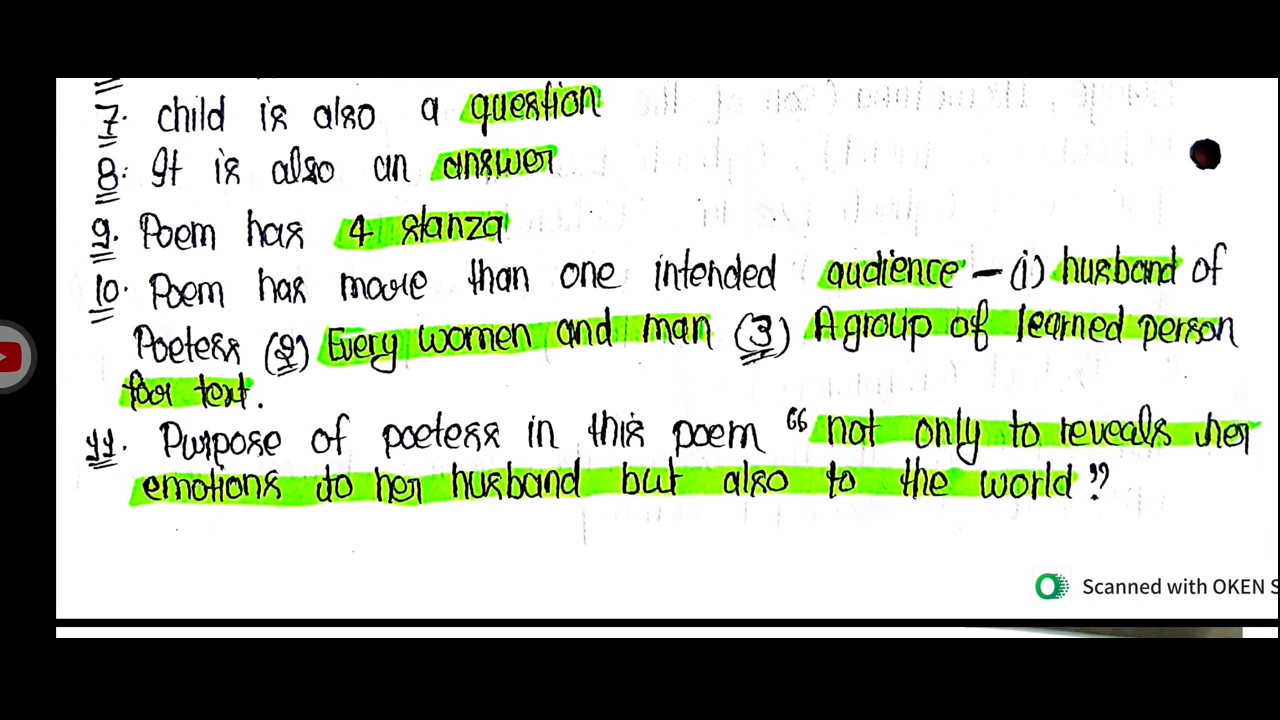 7. child is also a question
8. It is also an answer
9. Poem has 4 stanza
10. Poem has more than one intended audience - (i) husband of
Poetess (2) Every women and man (3) A group of learned person
for text.
11. Purpose of poetess in this poem "not only to reveals her
emotions to her husband but also to the world"
Scanned with OKEN S